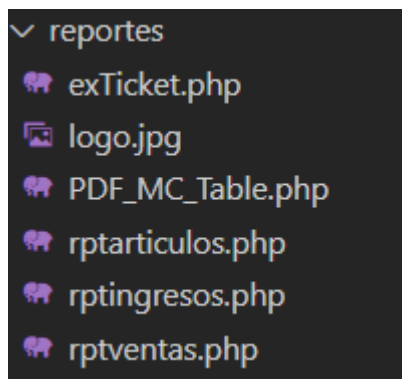 reportes
exTicket.php
logo.jpg
PDF_MC_Table.php
rptarticulos.php
rptingresos.php
rptventas.php